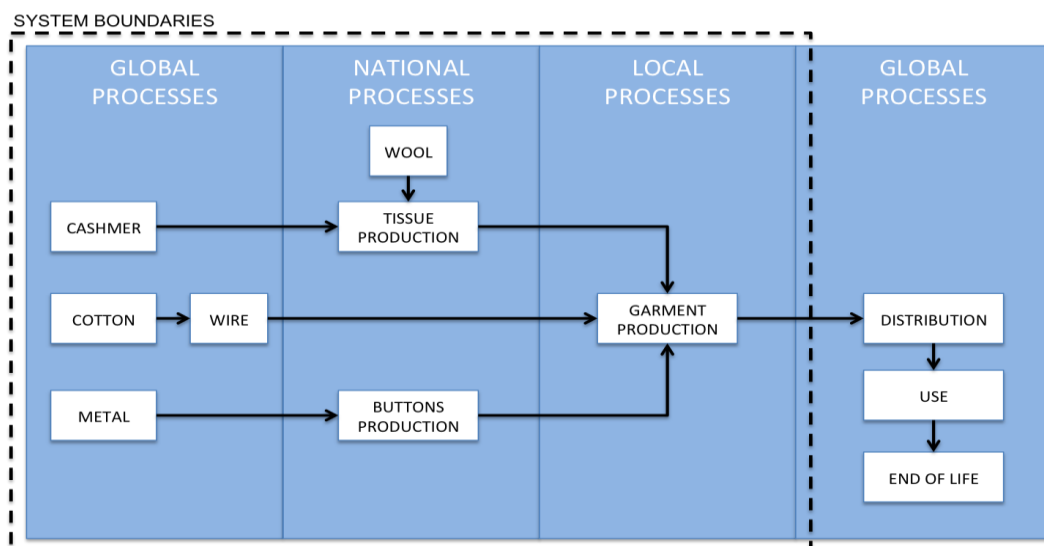 SYSTEM BOUNDARIES
GLOBAL
PROCESSES
NATIONAL
PROCESSES
LOCAL
PROCESSES
GLOBAL
PROCESSES
WOOL
CASHMER
TISSUE
PRODUCTION
COTTON
WIRE
GARMENT
PRODUCTION
DISTRIBUTION
METAL
BUTTONS
PRODUCTION
USE
END OF LIFE